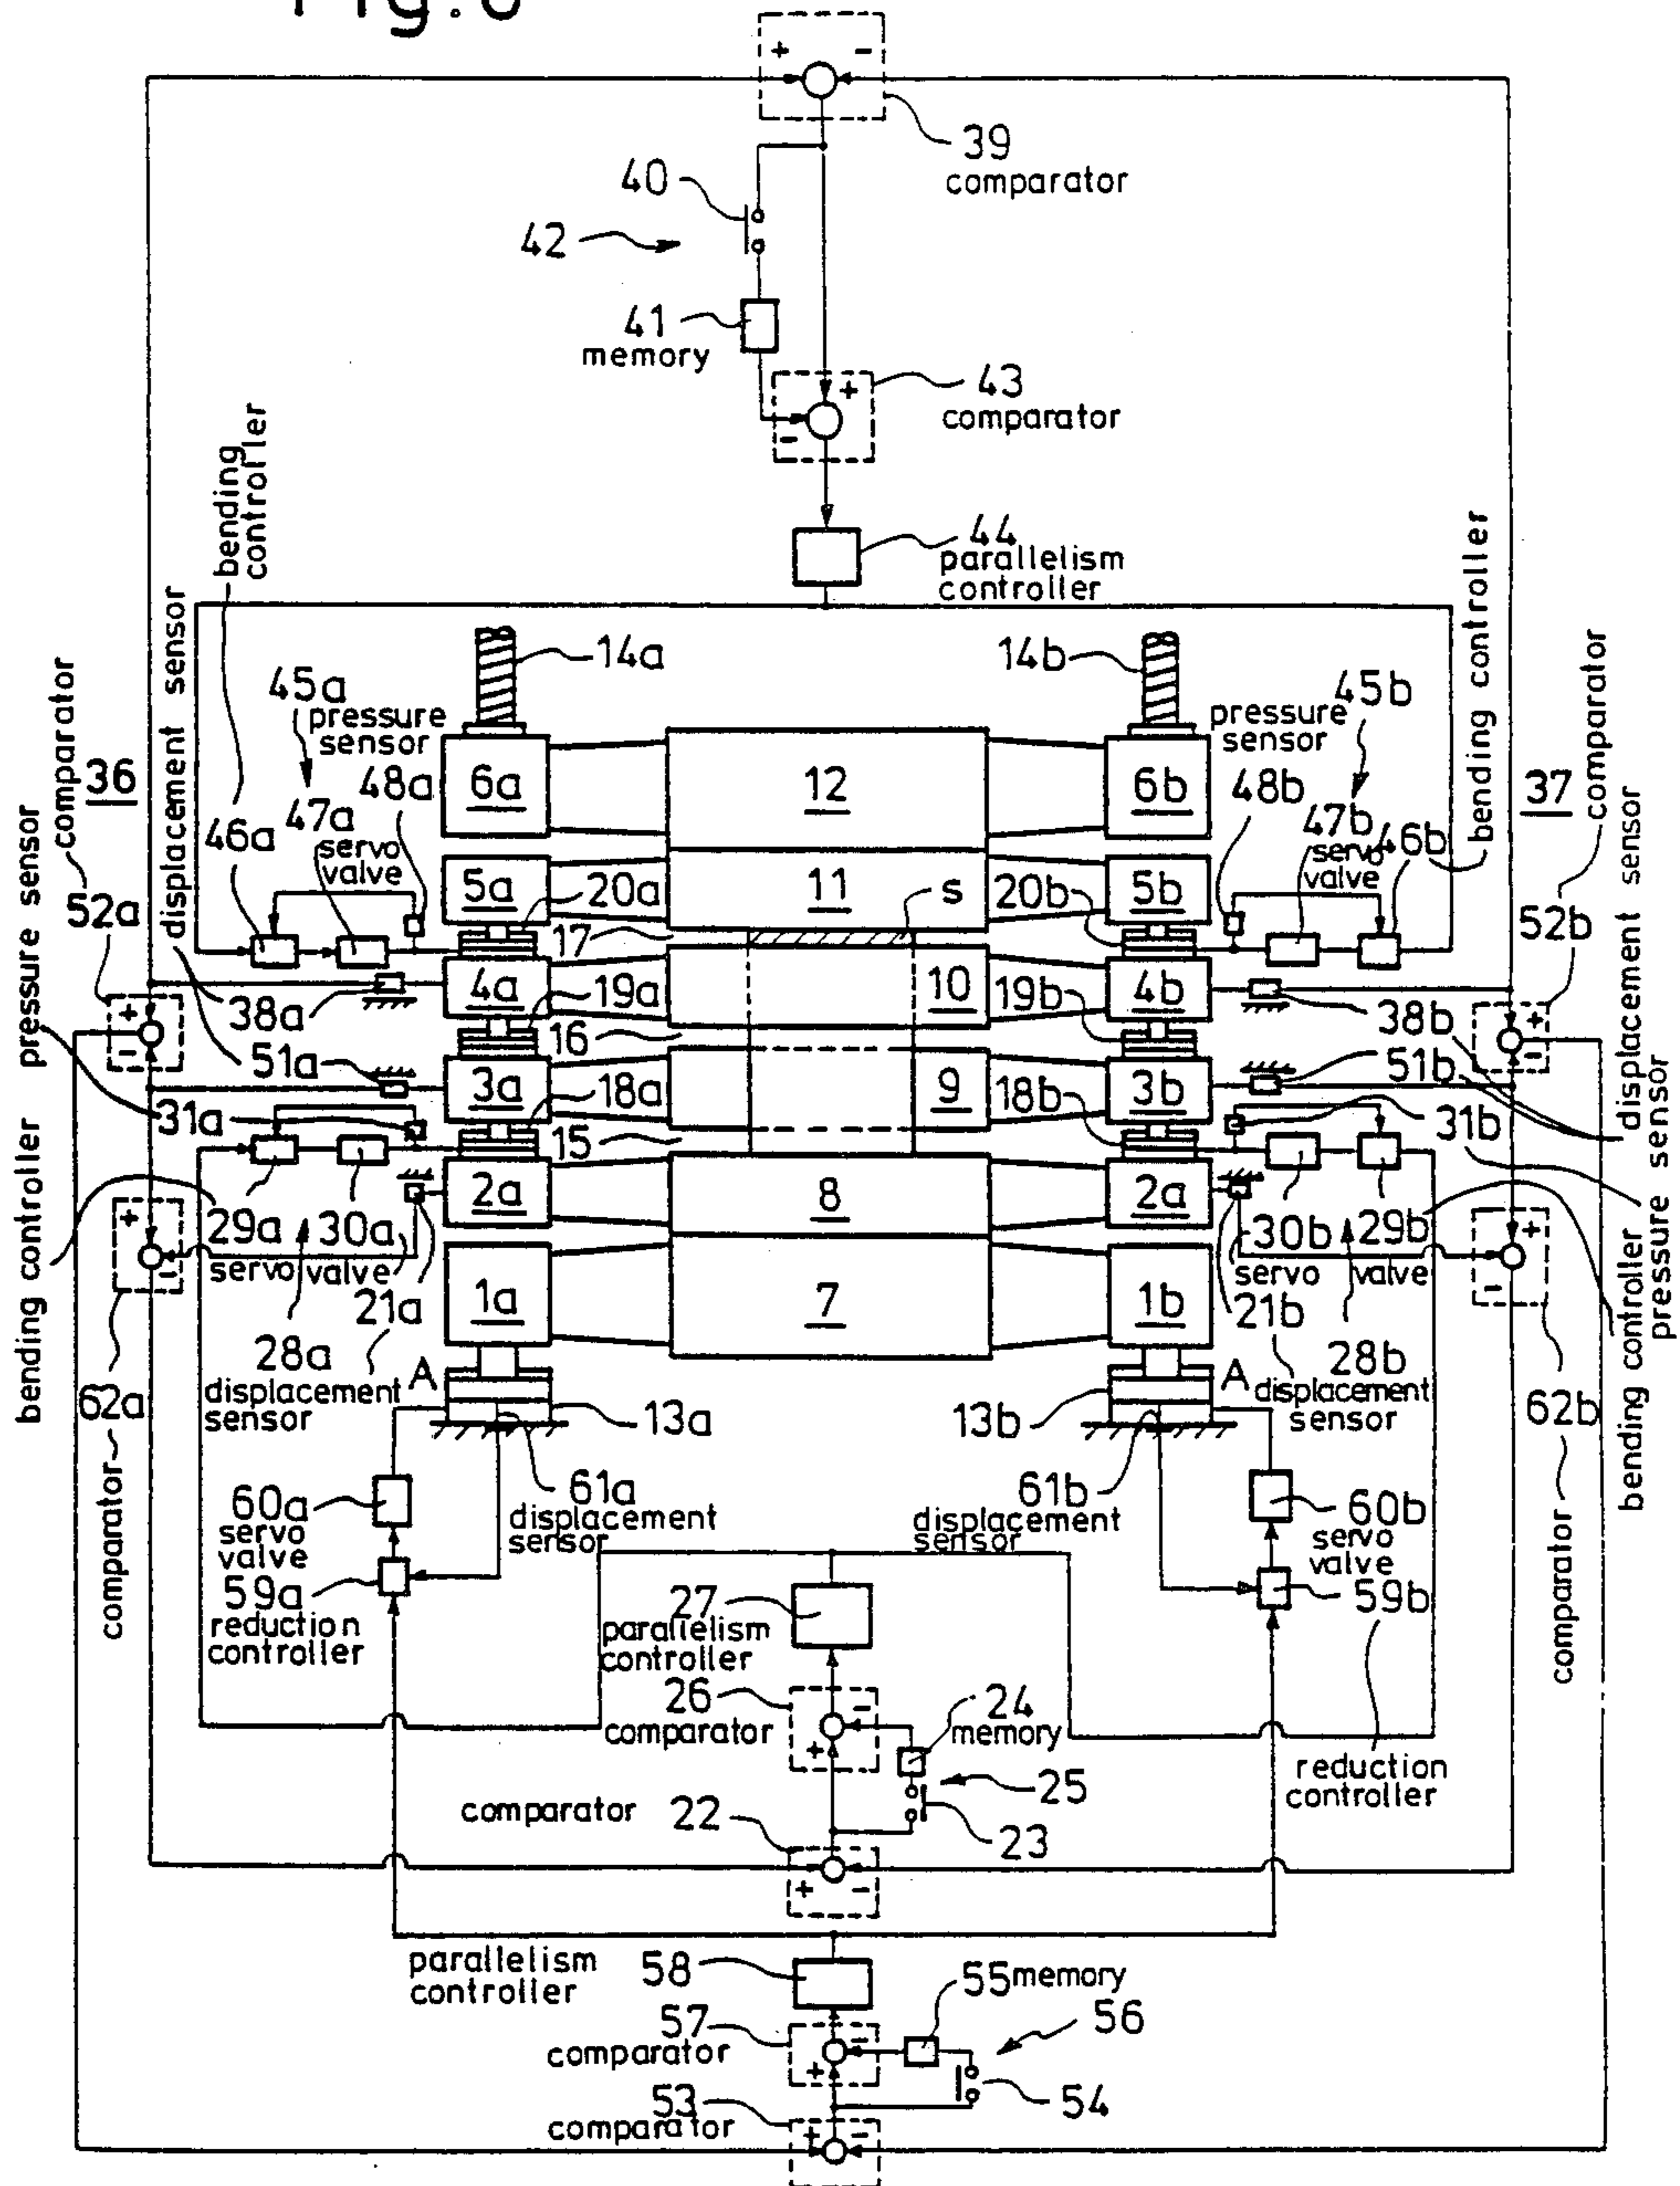 Fig.
+ -
39
comparator
40
42
41
memory
+
43
comparator
-
44
parallelism
controller
bending
controller
displacement sensor
comparator
36
45a
pressure
sensor
48a
46a
47a
servo
valve
14a
14b
pressure
sensor
45b
48b
47b
servo
valve
46b
bending controller
37
comparator
displacement sensor
52a
52b
pressure sensor
6a
12
6b
5a
20a
11
s
20b
5b
17
38a
4a
19a
10
19b
4b
38b
+
-
+
-
16
51a
3a
18a
9
18b
3b
51b
31a
15
31b
bending controller
2a
8
2a
29a
30a
servo valve
21a
30b
servo valve
29b
21b
+
-
+
-
1a
7
1b
28a
displacement
sensor
A
13a
13b
A
28b
displacement
sensor
62a
comparator
62b
comparator
bending controller
pressure sensor
60a
servo
valve
61a
displacement
sensor
61b
displacement
sensor
60b
servo
valve
59a
reduction
controller
59b
reduction
controller
27
parallelism
controller
26
comparator
-
+
24
memory
25
23
comparator
22
+ -
parallelism
controller
58
55 memory
56
57
comparator
-
+
54
53
comparator
+ -